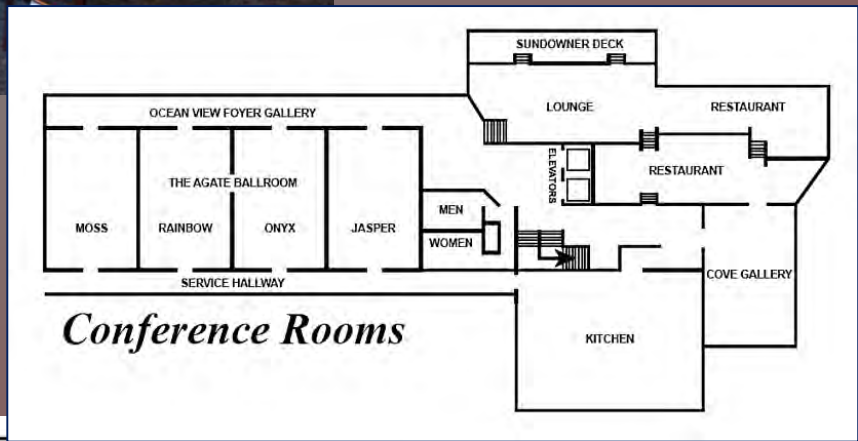 SUNDOWNER DECK
OCEAN VIEW FOYER GALLERY
LOUNGE
RESTAURANT
ELEVATORS
RESTAURANT
THE AGATE BALLROOM
MOSS
RAINBOW
ONYX
JASPER
MEN
WOMEN
COVE GALLERY
SERVICE HALLWAY
KITCHEN
Conference Rooms